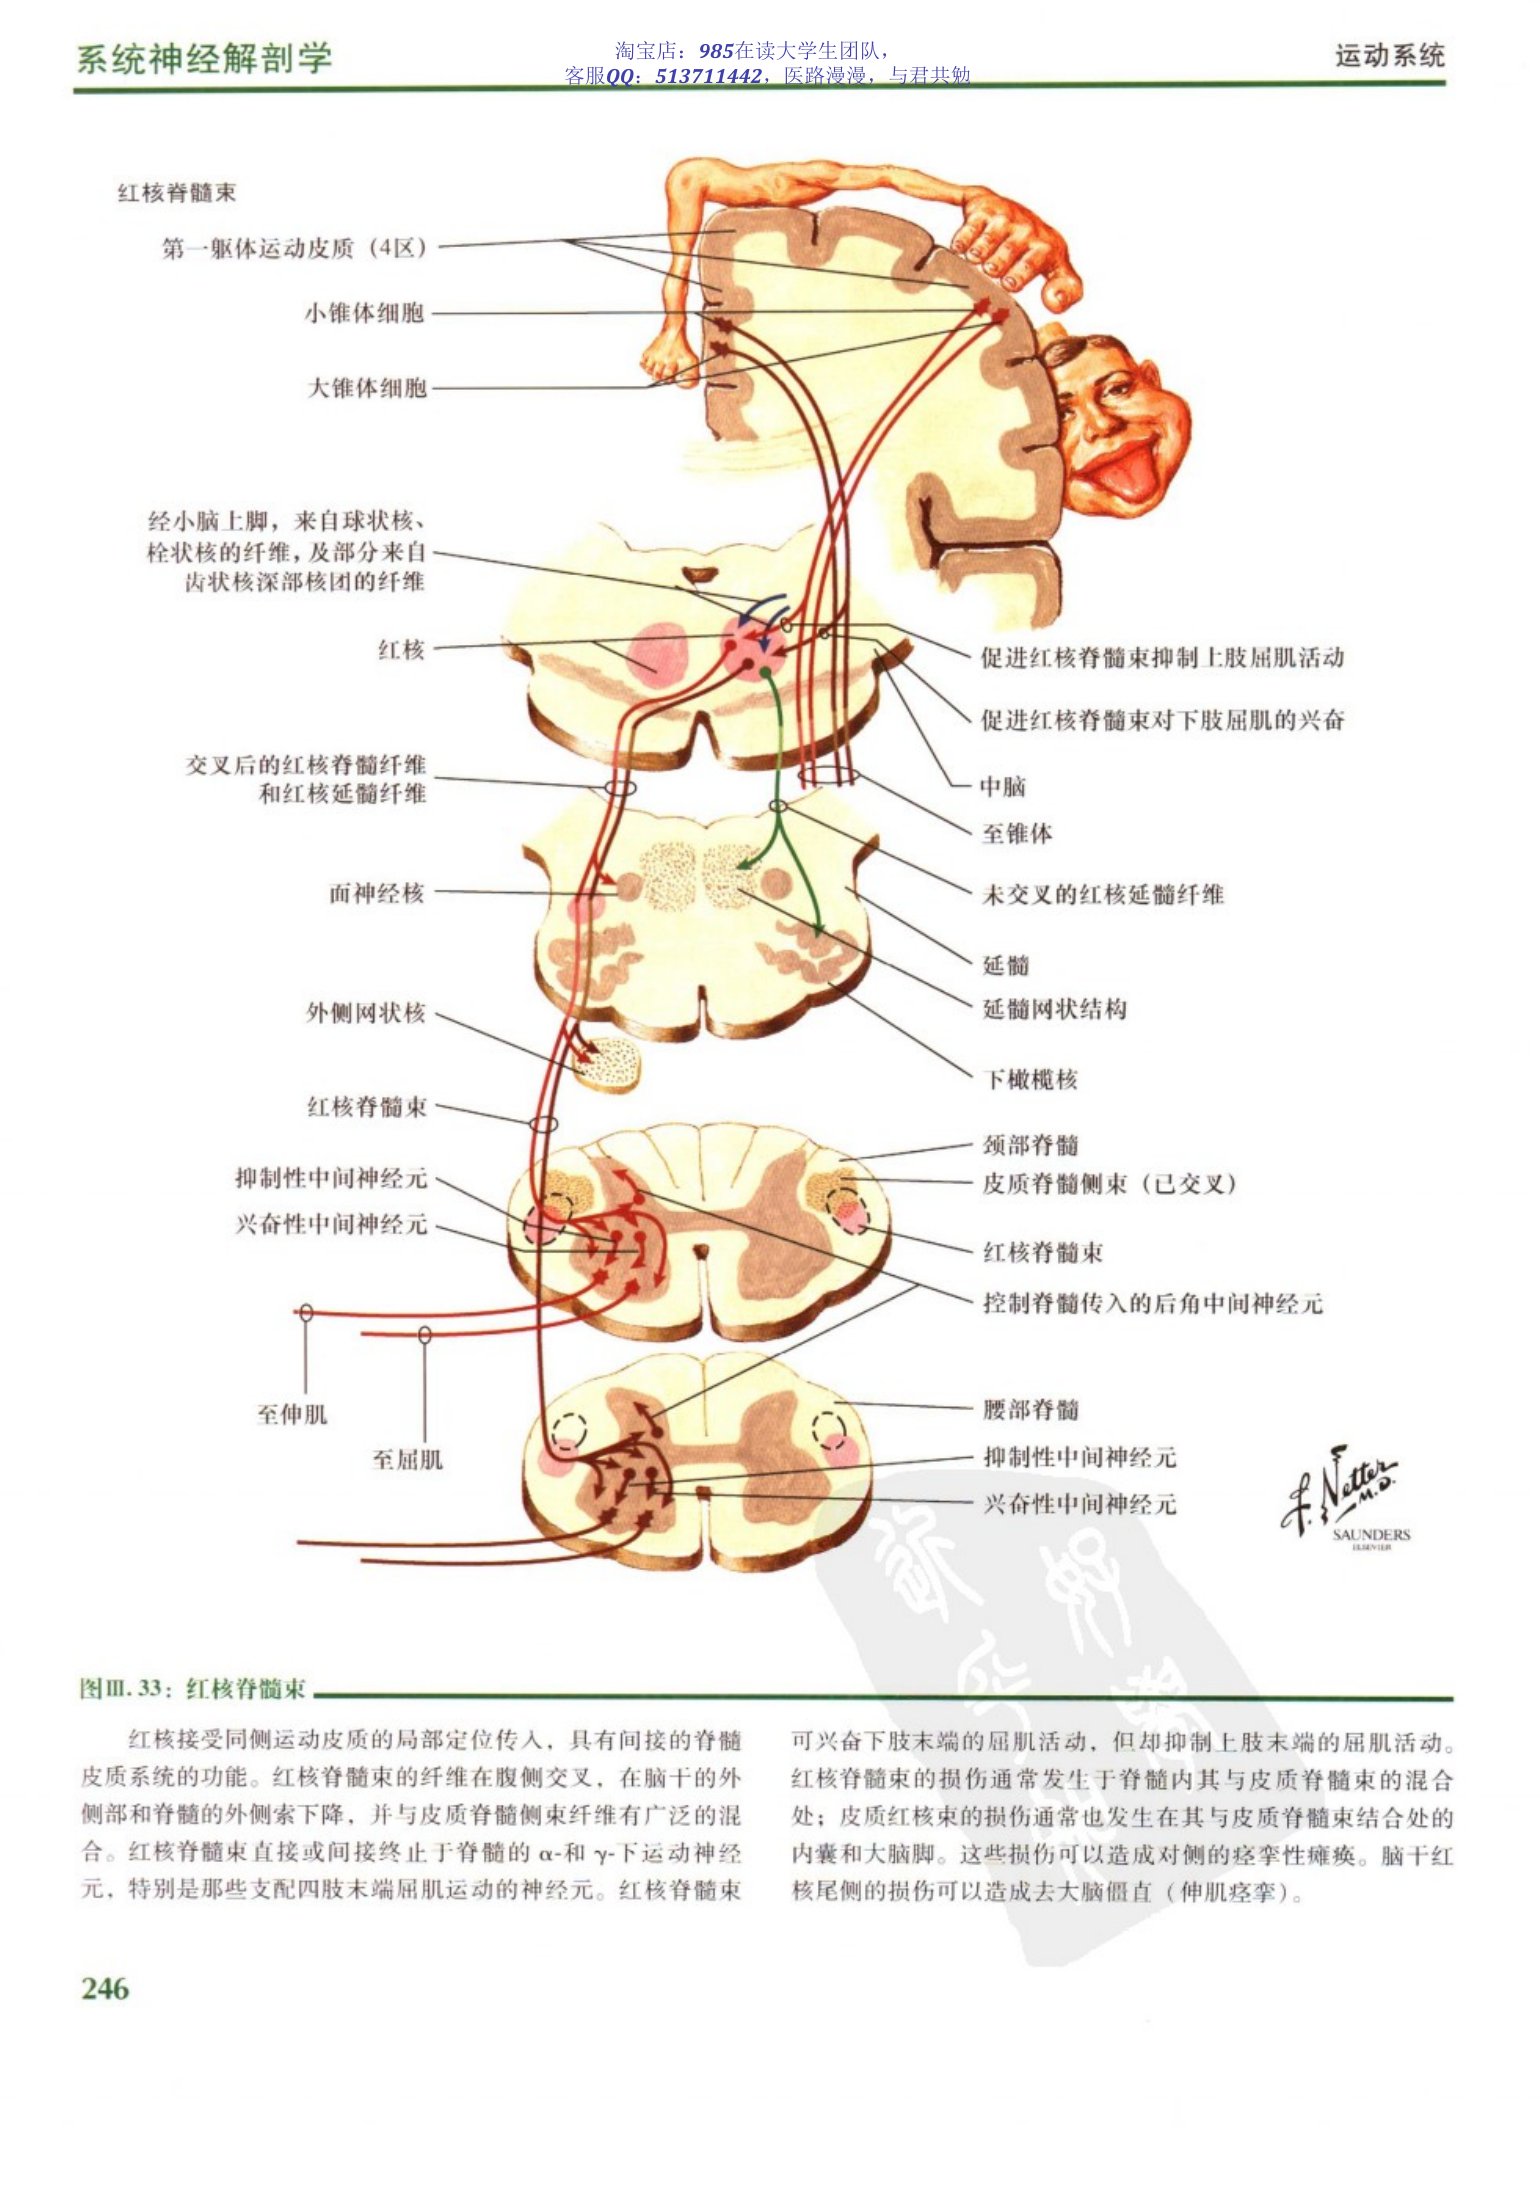 系统神经解剖学
淘宝店：985在读大学生团队，
客服QQ：513711442，医路漫漫，与君共勉
运动系统
红核脊髓束
第一躯体运动皮质（4区）
小锥体细胞
大锥体细胞
经小脑上脚，来自球状核、
栓状核的纤维，及部分来自
齿状核深部核团的纤维
红核
促进红核脊髓束抑制上肢屈肌活动
促进红核脊髓束对下肢屈肌的兴奋
交叉后的红核脊髓纤维
和红核延髓纤维
中脑
至锥体
面神经核
未交叉的红核延髓纤维
延髓
外侧网状核
延髓网状结构
下橄榄核
红核脊髓束
颈部脊髓
抑制性中间神经元
皮质脊髓侧束（已交叉）
兴奋性中间神经元
红核脊髓束
控制脊髓传入的后角中间神经元
至伸肌
腰部脊髓
至屈肌
抑制性中间神经元
兴奋性中间神经元
F. Netter
M.D.
SAUNDERS
ELSEVIER
图Ⅲ.33：红核脊髓束
红核接受同侧运动皮质的局部定位传入，具有间接的脊髓
皮质系统的功能。红核脊髓束的纤维在腹侧交叉，在脑干的外
侧部和脊髓的外侧索下降，并与皮质脊髓侧束纤维有广泛的混
合。红核脊髓束直接或间接终止于脊髓的 α-和 γ-下运动神经
元，特别是那些支配四肢末端屈肌运动的神经元。红核脊髓束
可兴奋下肢末端的屈肌活动，但却抑制上肢末端的屈肌活动。
红核脊髓束的损伤通常发生于脊髓内其与皮质脊髓束的混合
处；皮质红核束的损伤通常也发生在其与皮质脊髓束结合处的
内囊和大脑脚。这些损伤可以造成对侧的痉挛性瘫痪。脑干红
核尾侧的损伤可以造成去大脑僵直（伸肌痉挛）。
246